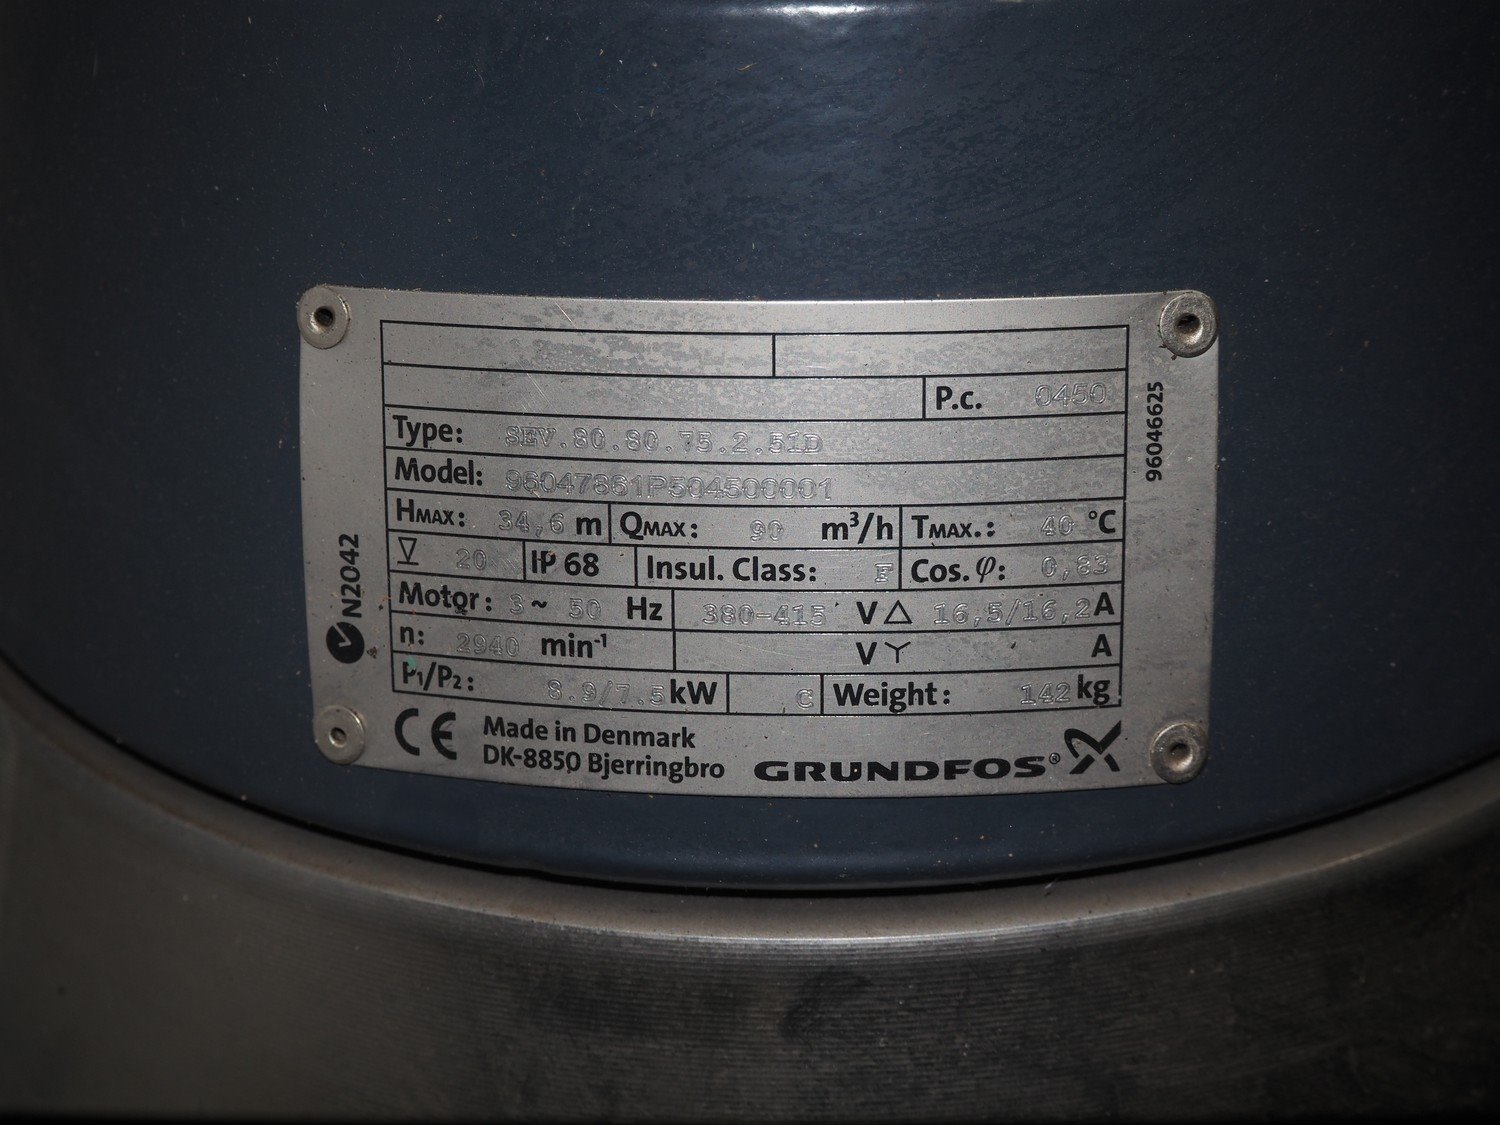 P.c. 0450
Type: SEV.80.80.75.2.51D
Model: 96047861P504500001
HMAX: 34,6 m QMAX: 90 m³/h TMAX.: 40 °C
20 IP 68 Insul. Class: F Cos. φ: 0,83
Motor: 3 ~ 50 Hz 380-415 V △ 16,5/16,2 A
n: 2940 min⁻¹ V Y A
P₁/P₂: 8.9/7.5 kW C Weight: 142 kg
CE Made in Denmark
DK-8850 Bjerringbro GRUNDFOS®
N2042
96046625